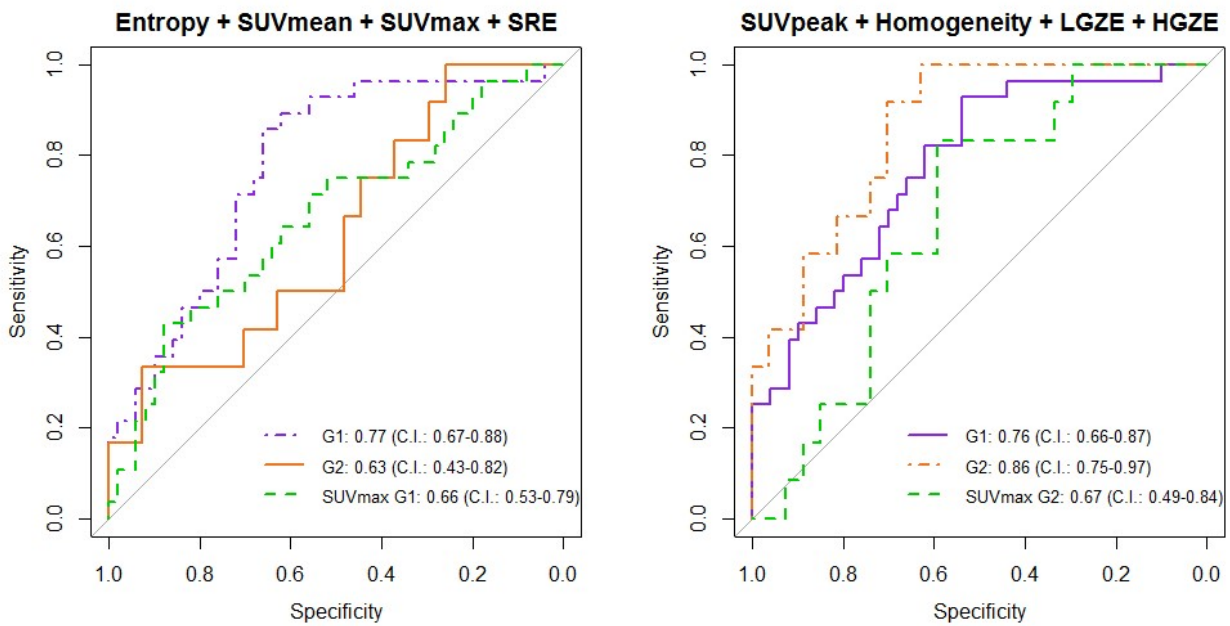 Entropy + SUVmean + SUVmax + SRE
1.0
0.8
0.6
0.4
0.2
0.0
Sensitivity
G1: 0.77 (C.I.: 0.67-0.88)
G2: 0.63 (C.I.: 0.43-0.82)
SUVmax G1: 0.66 (C.I.: 0.53-0.79)
1.0 0.8 0.6 0.4 0.2 0.0
Specificity
SUVpeak + Homogeneity + LGZE + HGZE
1.0
0.8
0.6
0.4
0.2
0.0
Sensitivity
G1: 0.76 (C.I.: 0.66-0.87)
G2: 0.86 (C.I.: 0.75-0.97)
SUVmax G2: 0.67 (C.I.: 0.49-0.84)
1.0 0.8 0.6 0.4 0.2 0.0
Specificity